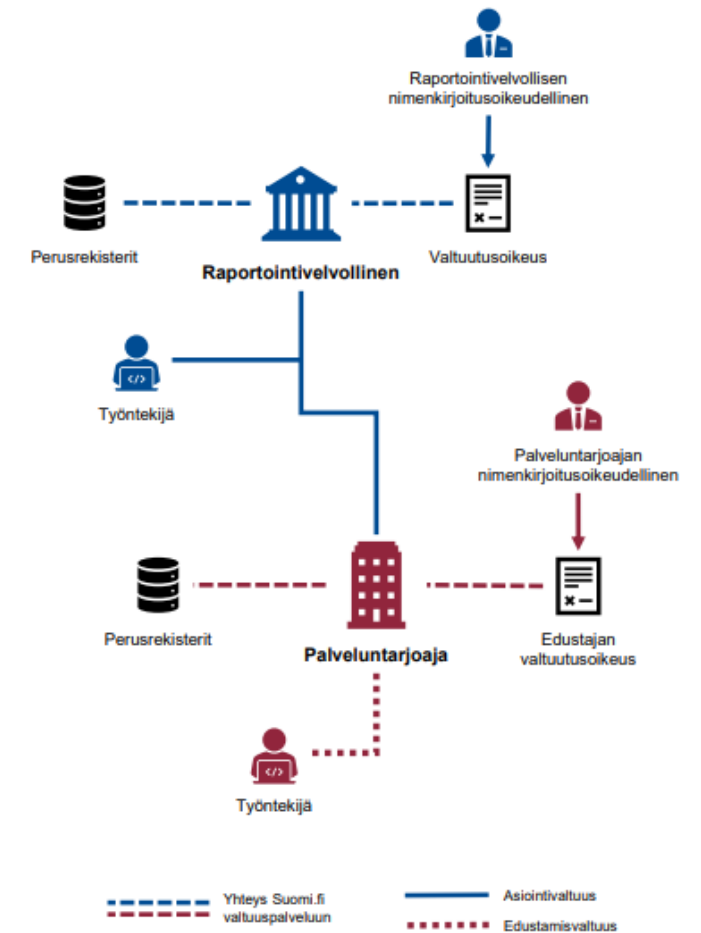 Raportointivelvollisen
nimenkirjoitusoikeudellinen
Perusrekisterit
Raportointivelvollinen
Valtuutusoikeus
Työntekijä
Palveluntarjoajan
nimenkirjoitusoikeudellinen
Perusrekisterit
Palveluntarjoaja
Edustajan
valtuutusoikeus
Työntekijä
Yhteys Suomi.fi
valtuuspalveluun
Asiointivaltuus
Edustamisvaltuus